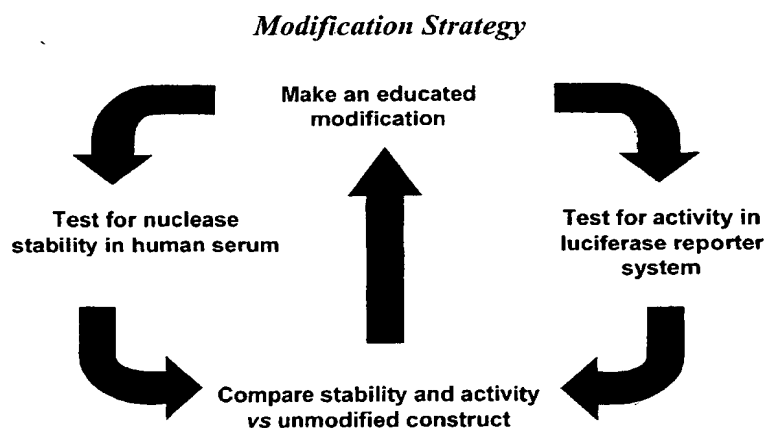 Modification Strategy
Make an educated
modification
Test for nuclease
stability in human serum
Test for activity in
luciferase reporter
system
Compare stability and activity
vs unmodified construct